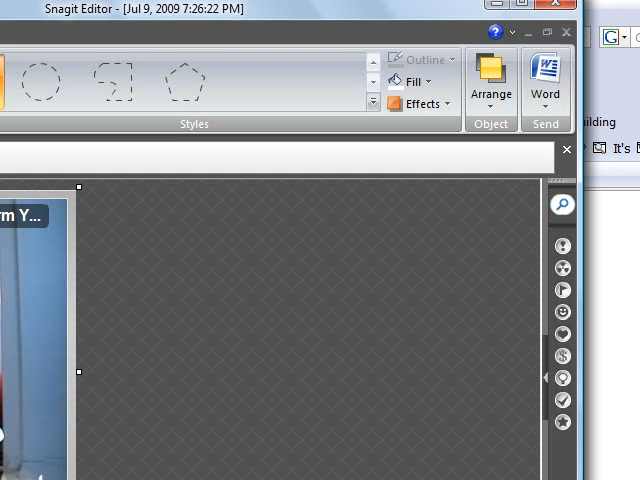 Snagit Editor - [Jul 9, 2009 7:26:22 PM]
Outline
Fill
Effects
Arrange
Word
Styles
Object
Send
ilding
It's
rm Y...